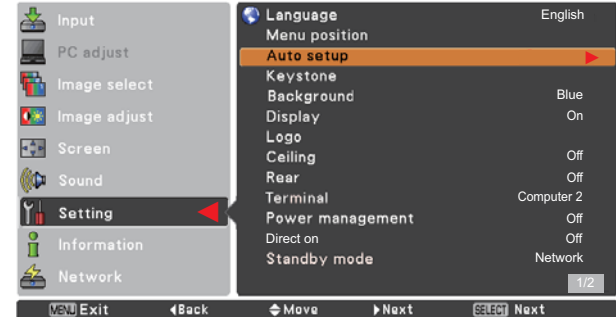 Input
PC adjust
Image select
Image adjust
Screen
Sound
Setting
Information
Network
Language English
Menu position
Auto setup
Keystone
Background Blue
Display On
Logo
Ceiling Off
Rear Off
Terminal Computer 2
Power management Off
Direct on Off
Standby mode Network
1/2
MENU Exit Back Move Next SELECT Next